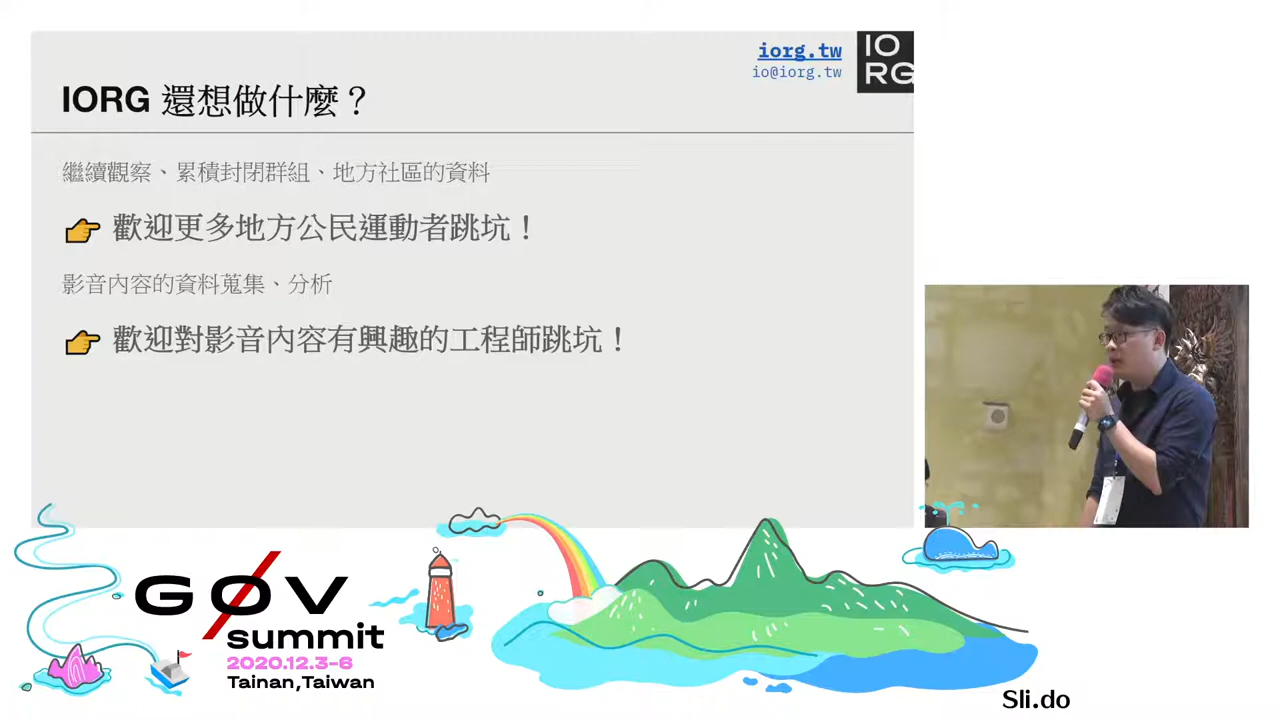 iorg.tw
io@iorg.tw
IO
RG
IORG 還想做什麼？
繼續觀察、累積封閉群組、地方社區的資料
👉 歡迎更多地方公民運動者跳坑！
影音內容的資料蒐集、分析
👉 歡迎對影音內容有興趣的工程師跳坑！
GØV
summit
2020.12.3-6
Tainan,Taiwan
Sli.do